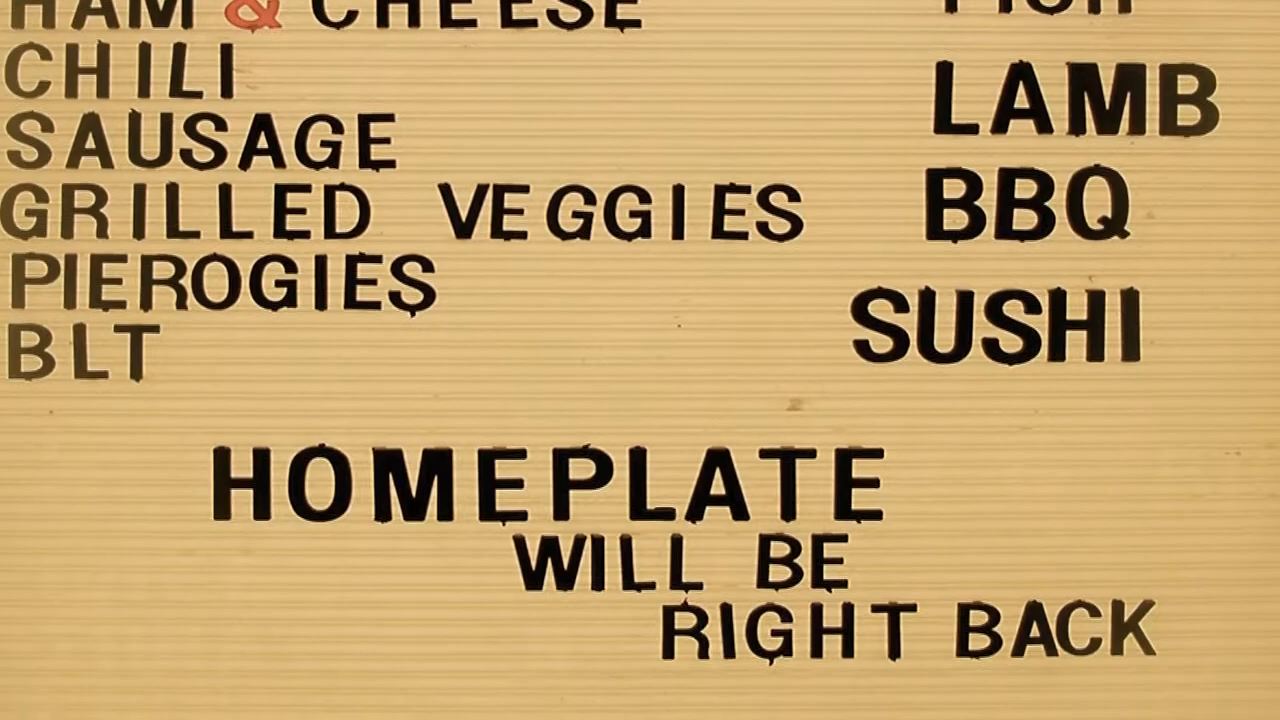 HAM & CHEESE
CHILI
SAUSAGE
GRILLED VEGGIES
PIEROGIES
BLT
LAMB
BBQ
SUSHI
HOMEPLATE
WILL BE
RIGHT BACK